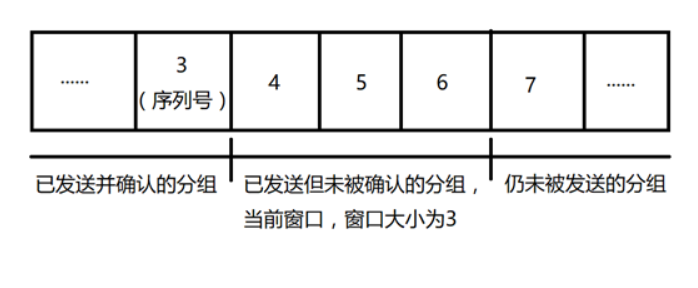 ......
3
（序列号）
4
5
6
7
......
已发送并确认的分组
已发送但未被确认的分组，
当前窗口，窗口大小为3
仍未被发送的分组